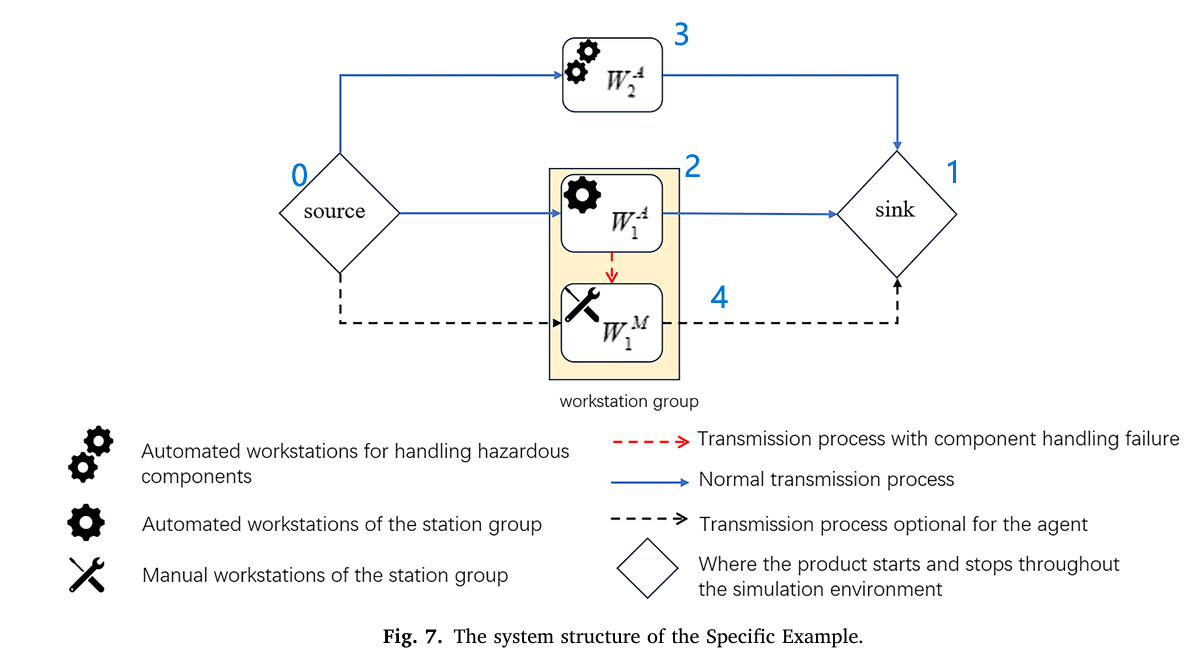 3
W₂ᴬ
0
source
2
W₁ᴬ
1
sink
W₁ᴹ
4
workstation group
Automated workstations for handling hazardous
components
Automated workstations of the station group
Manual workstations of the station group
Transmission process with component handling failure
Normal transmission process
Transmission process optional for the agent
Where the product starts and stops throughout
the simulation environment
Fig. 7. The system structure of the Specific Example.